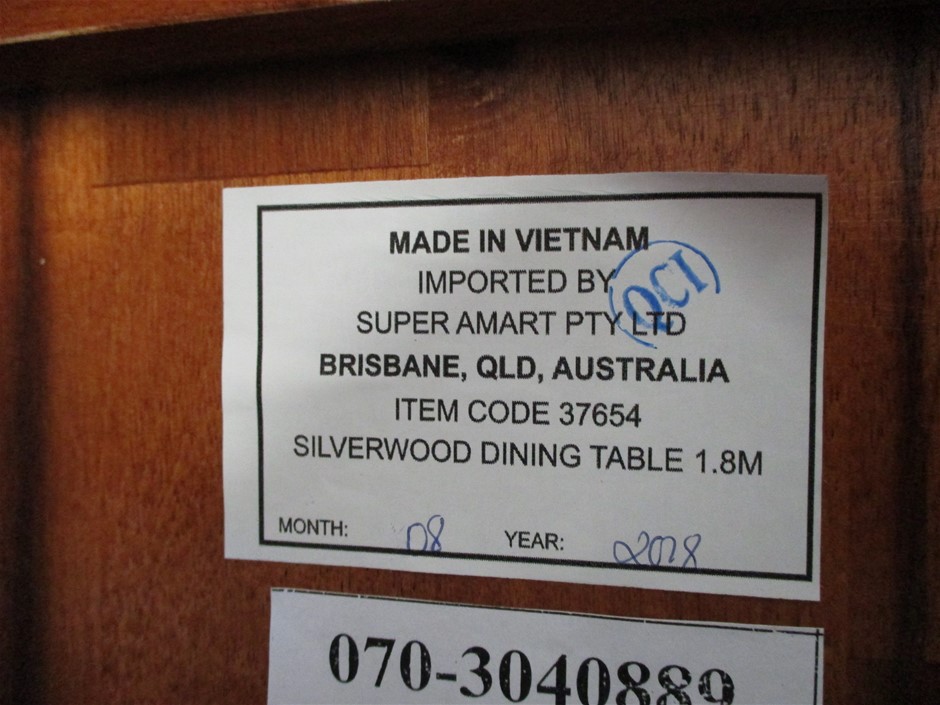 MADE IN VIETNAM
IMPORTED BY
SUPER AMART PTY LTD
QCI
BRISBANE, QLD, AUSTRALIA
ITEM CODE 37654
SILVERWOOD DINING TABLE 1.8M
MONTH: 08 YEAR: 2018
070-3040889